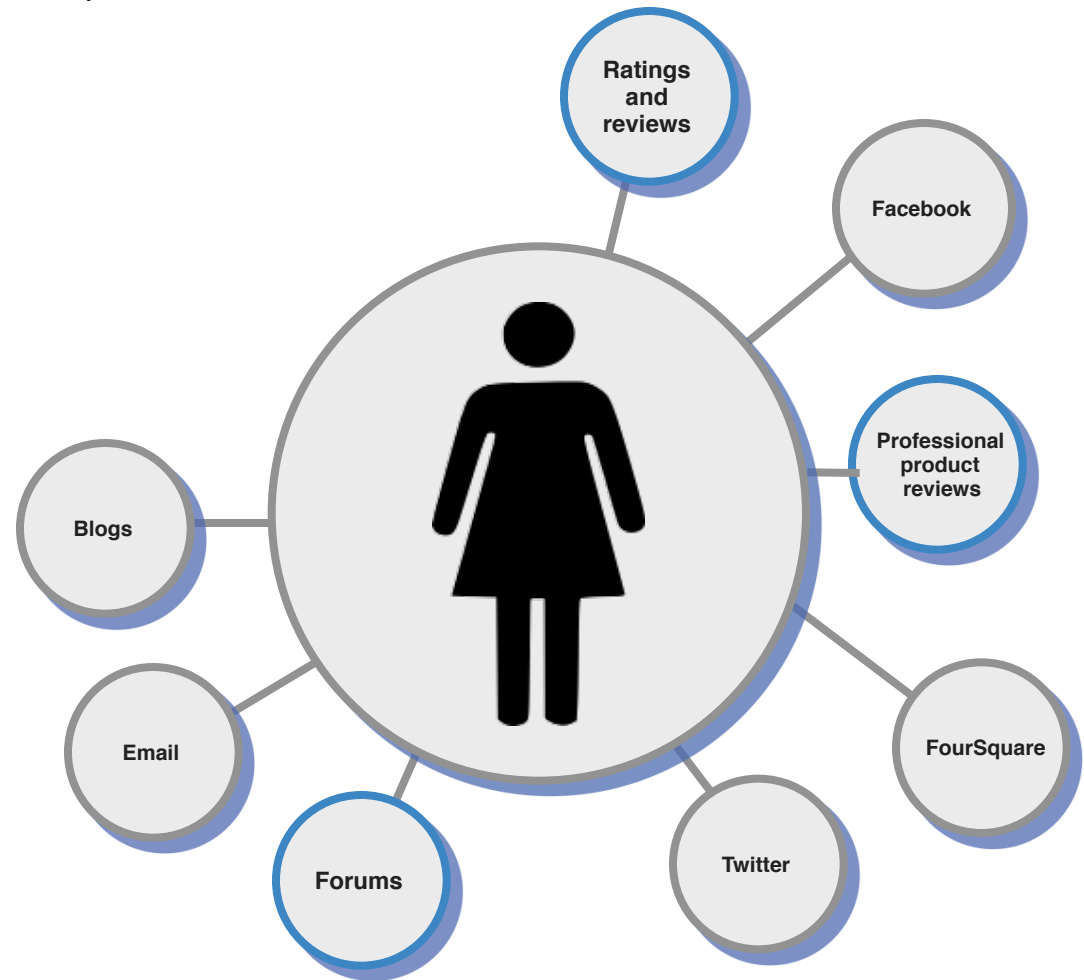 Ratings
and
reviews
Facebook
Professional
product
reviews
Blogs
FourSquare
Email
Twitter
Forums